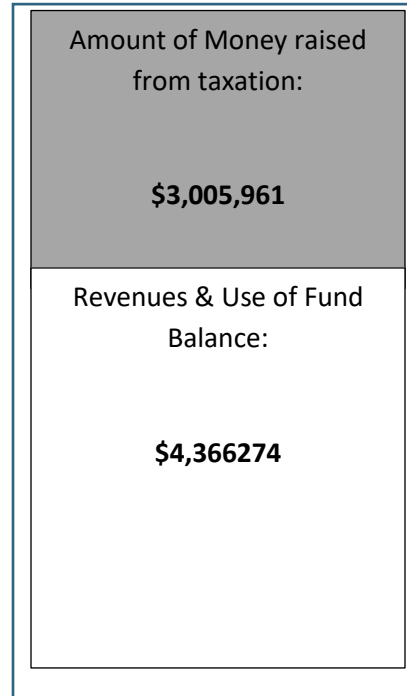 Amount of Money raised
from taxation:
$3,005,961
Revenues & Use of Fund
Balance:
$4,366274